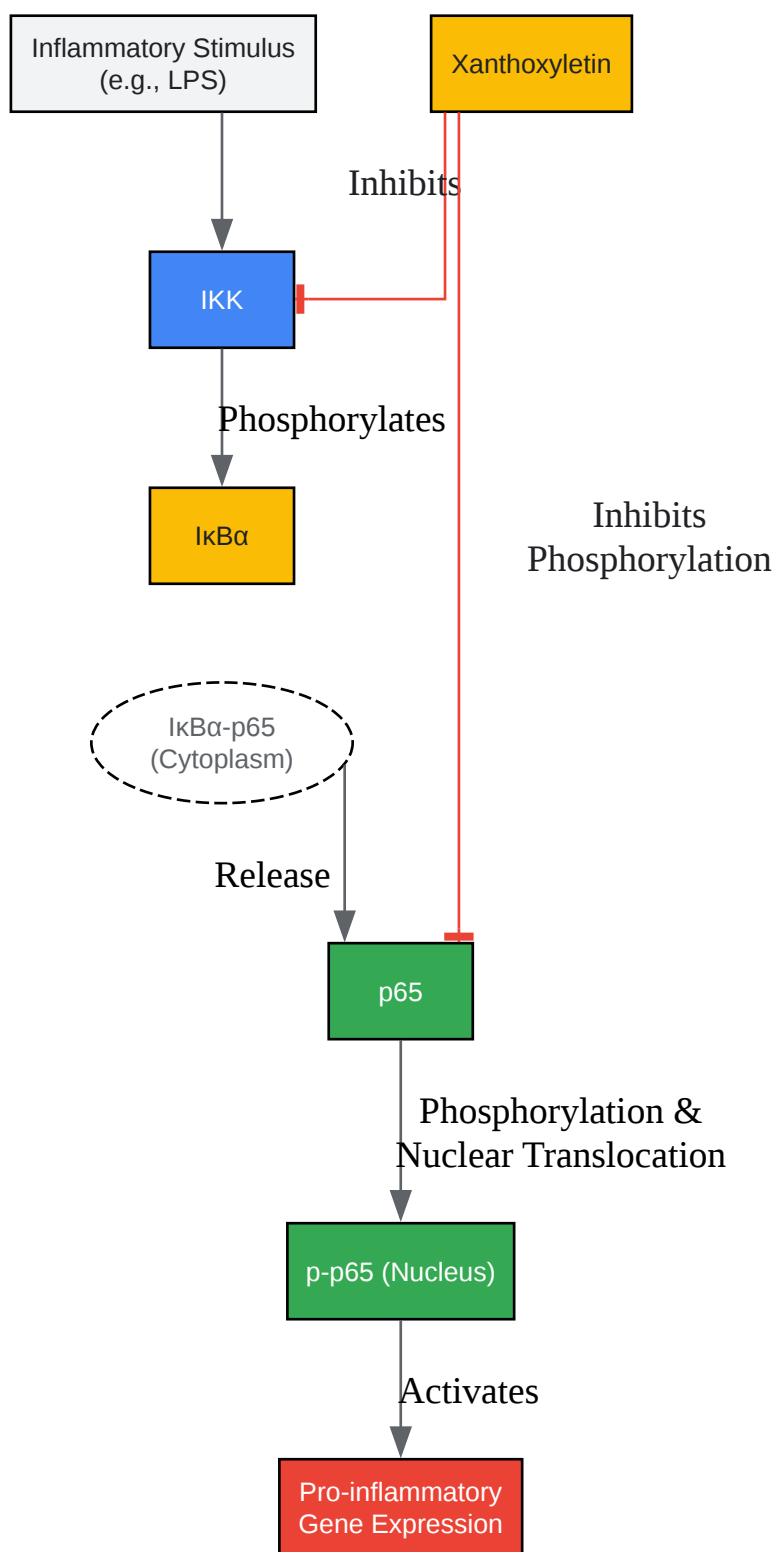 Inflammatory Stimulus
(e.g., LPS)
Xanthoxyletin
Inhibits
IKK
Phosphorylates
IκBα
Inhibits
Phosphorylation
IκBα-p65
(Cytoplasm)
Release
p65
Phosphorylation &
Nuclear Translocation
p-p65 (Nucleus)
Activates
Pro-inflammatory
Gene Expression